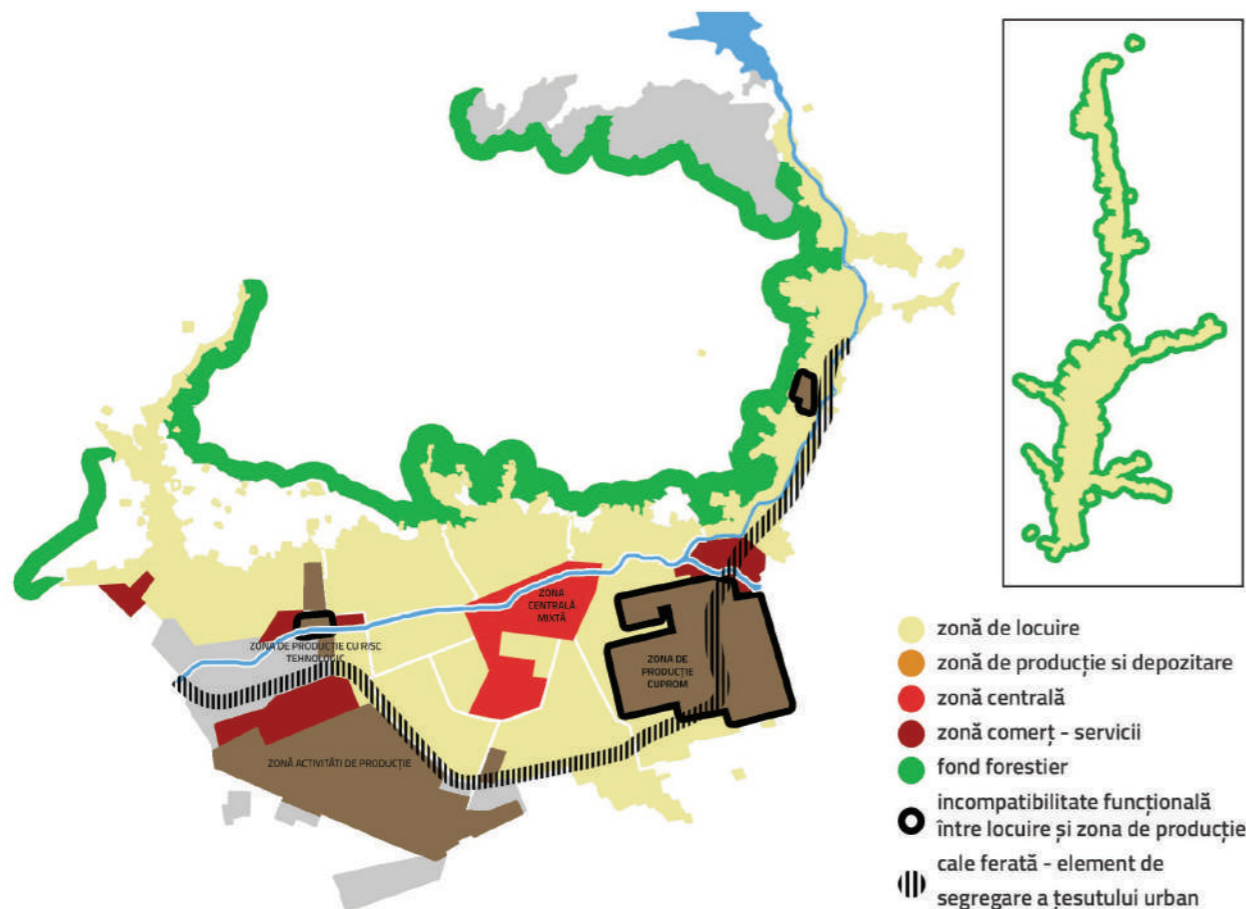 ZONA
CENTRALĂ
MIXTĂ
ZONA DE PRODUCȚIE CU RISC
TEHNOLOGIC
ZONA DE
PRODUCȚIE
CUPROM
ZONĂ ACTIVITĂTI DE PRODUCȚIE
zonă de locuire
zonă de producție si depozitare
zonă centrală
zonă comerț - servicii
fond forestier
incompatibilitate funcțională
între locuire și zona de producție
cale ferată - element de
segregare a țesutului urban